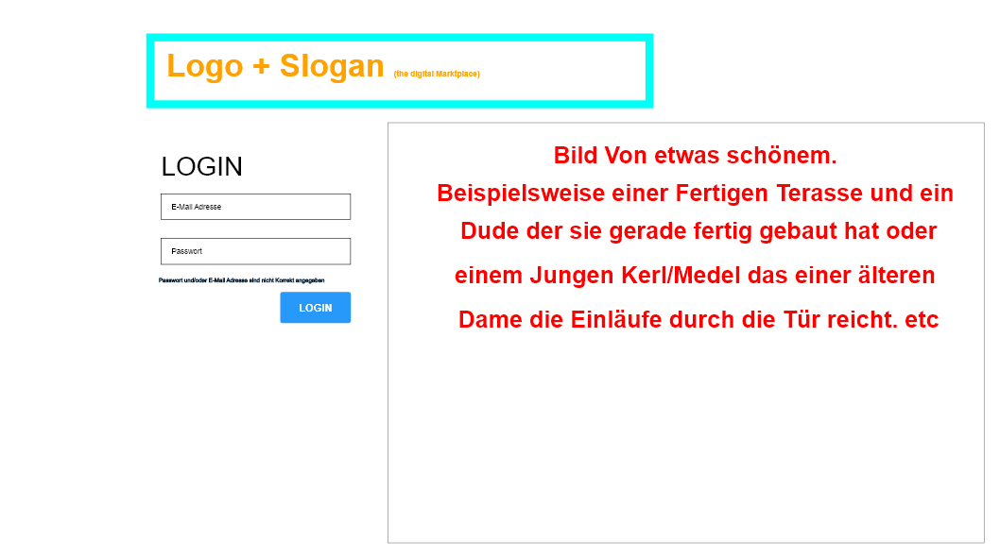 Logo + Slogan (the digital Marktplace)
LOGIN
E-Mail Adresse
Passwort
Passwort und/oder E-Mail Adresse sind nicht Korrekt angegeben
LOGIN
Bild Von etwas schönem.
Beispielsweise einer Fertigen Terasse und ein
Dude der sie gerade fertig gebaut hat oder
einem Jungen Kerl/Medel das einer älteren
Dame die Einläufe durch die Tür reicht. etc